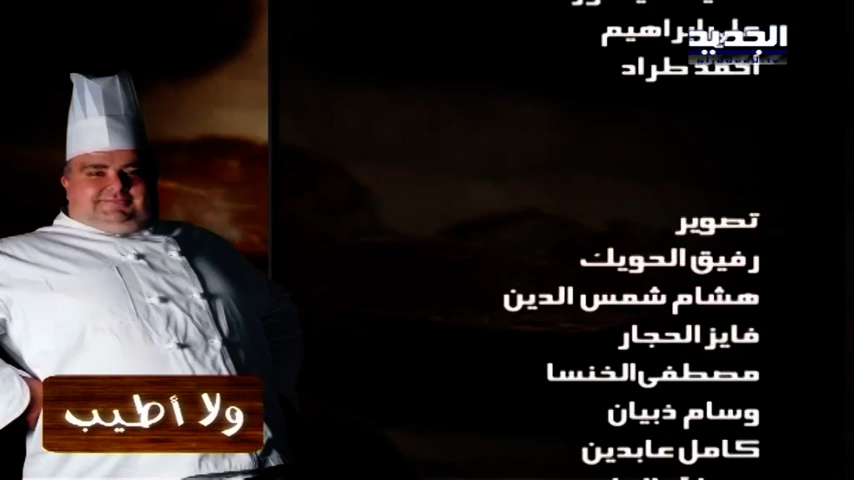 علي ابراهيم
الجديد
أحمد طراد
تصوير
رفيق الحويك
هشام شمس الدين
فايز الحجار
مصطفى الخنسا
وسام ذبيان
كامل عابدين
ولا أطيب